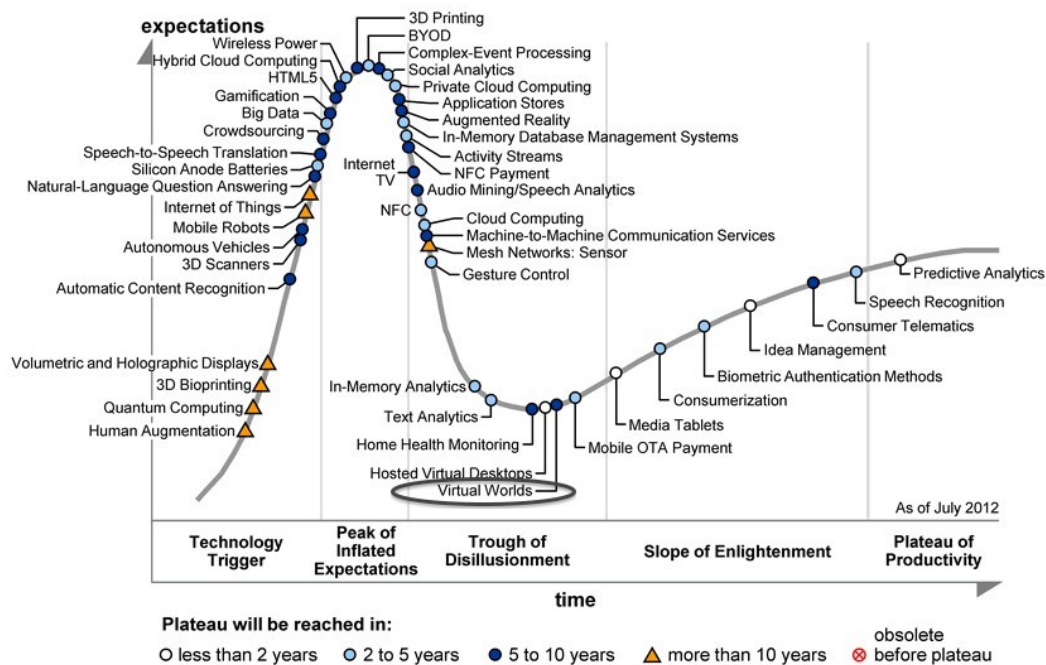 expectations
3D Printing
BYOD
Wireless Power
Complex-Event Processing
Hybrid Cloud Computing
Social Analytics
HTML5
Private Cloud Computing
Gamification
Application Stores
Big Data
Augmented Reality
Crowdsourcing
In-Memory Database Management Systems
Speech-to-Speech Translation
Activity Streams
Silicon Anode Batteries
Internet
TV
NFC Payment
Natural-Language Question Answering
Audio Mining/Speech Analytics
Internet of Things
NFC
Cloud Computing
Mobile Robots
Machine-to-Machine Communication Services
Autonomous Vehicles
Mesh Networks: Sensor
3D Scanners
Gesture Control
Automatic Content Recognition
Predictive Analytics
Speech Recognition
Consumer Telematics
Idea Management
Volumetric and Holographic Displays
Biometric Authentication Methods
3D Bioprinting
In-Memory Analytics
Consumerization
Quantum Computing
Text Analytics
Media Tablets
Human Augmentation
Home Health Monitoring
Mobile OTA Payment
Hosted Virtual Desktops
Virtual Worlds
As of July 2012
Technology
Trigger
Peak of
Inflated
Expectations
Trough of
Disillusionment
Slope of Enlightenment
Plateau of
Productivity
time
Plateau will be reached in:
less than 2 years
2 to 5 years
5 to 10 years
more than 10 years
obsolete
before plateau